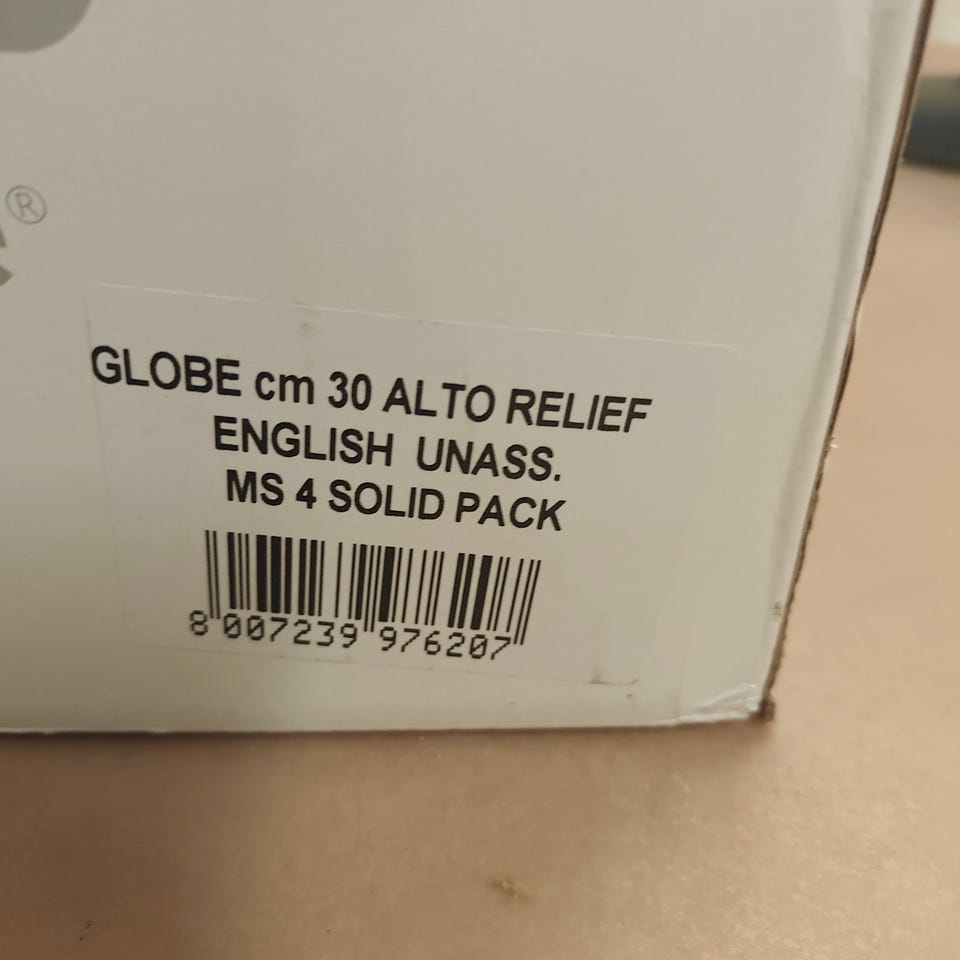 ®
GLOBE cm 30 ALTO RELIEF
ENGLISH UNASS.
MS 4 SOLID PACK
8 007239 976207